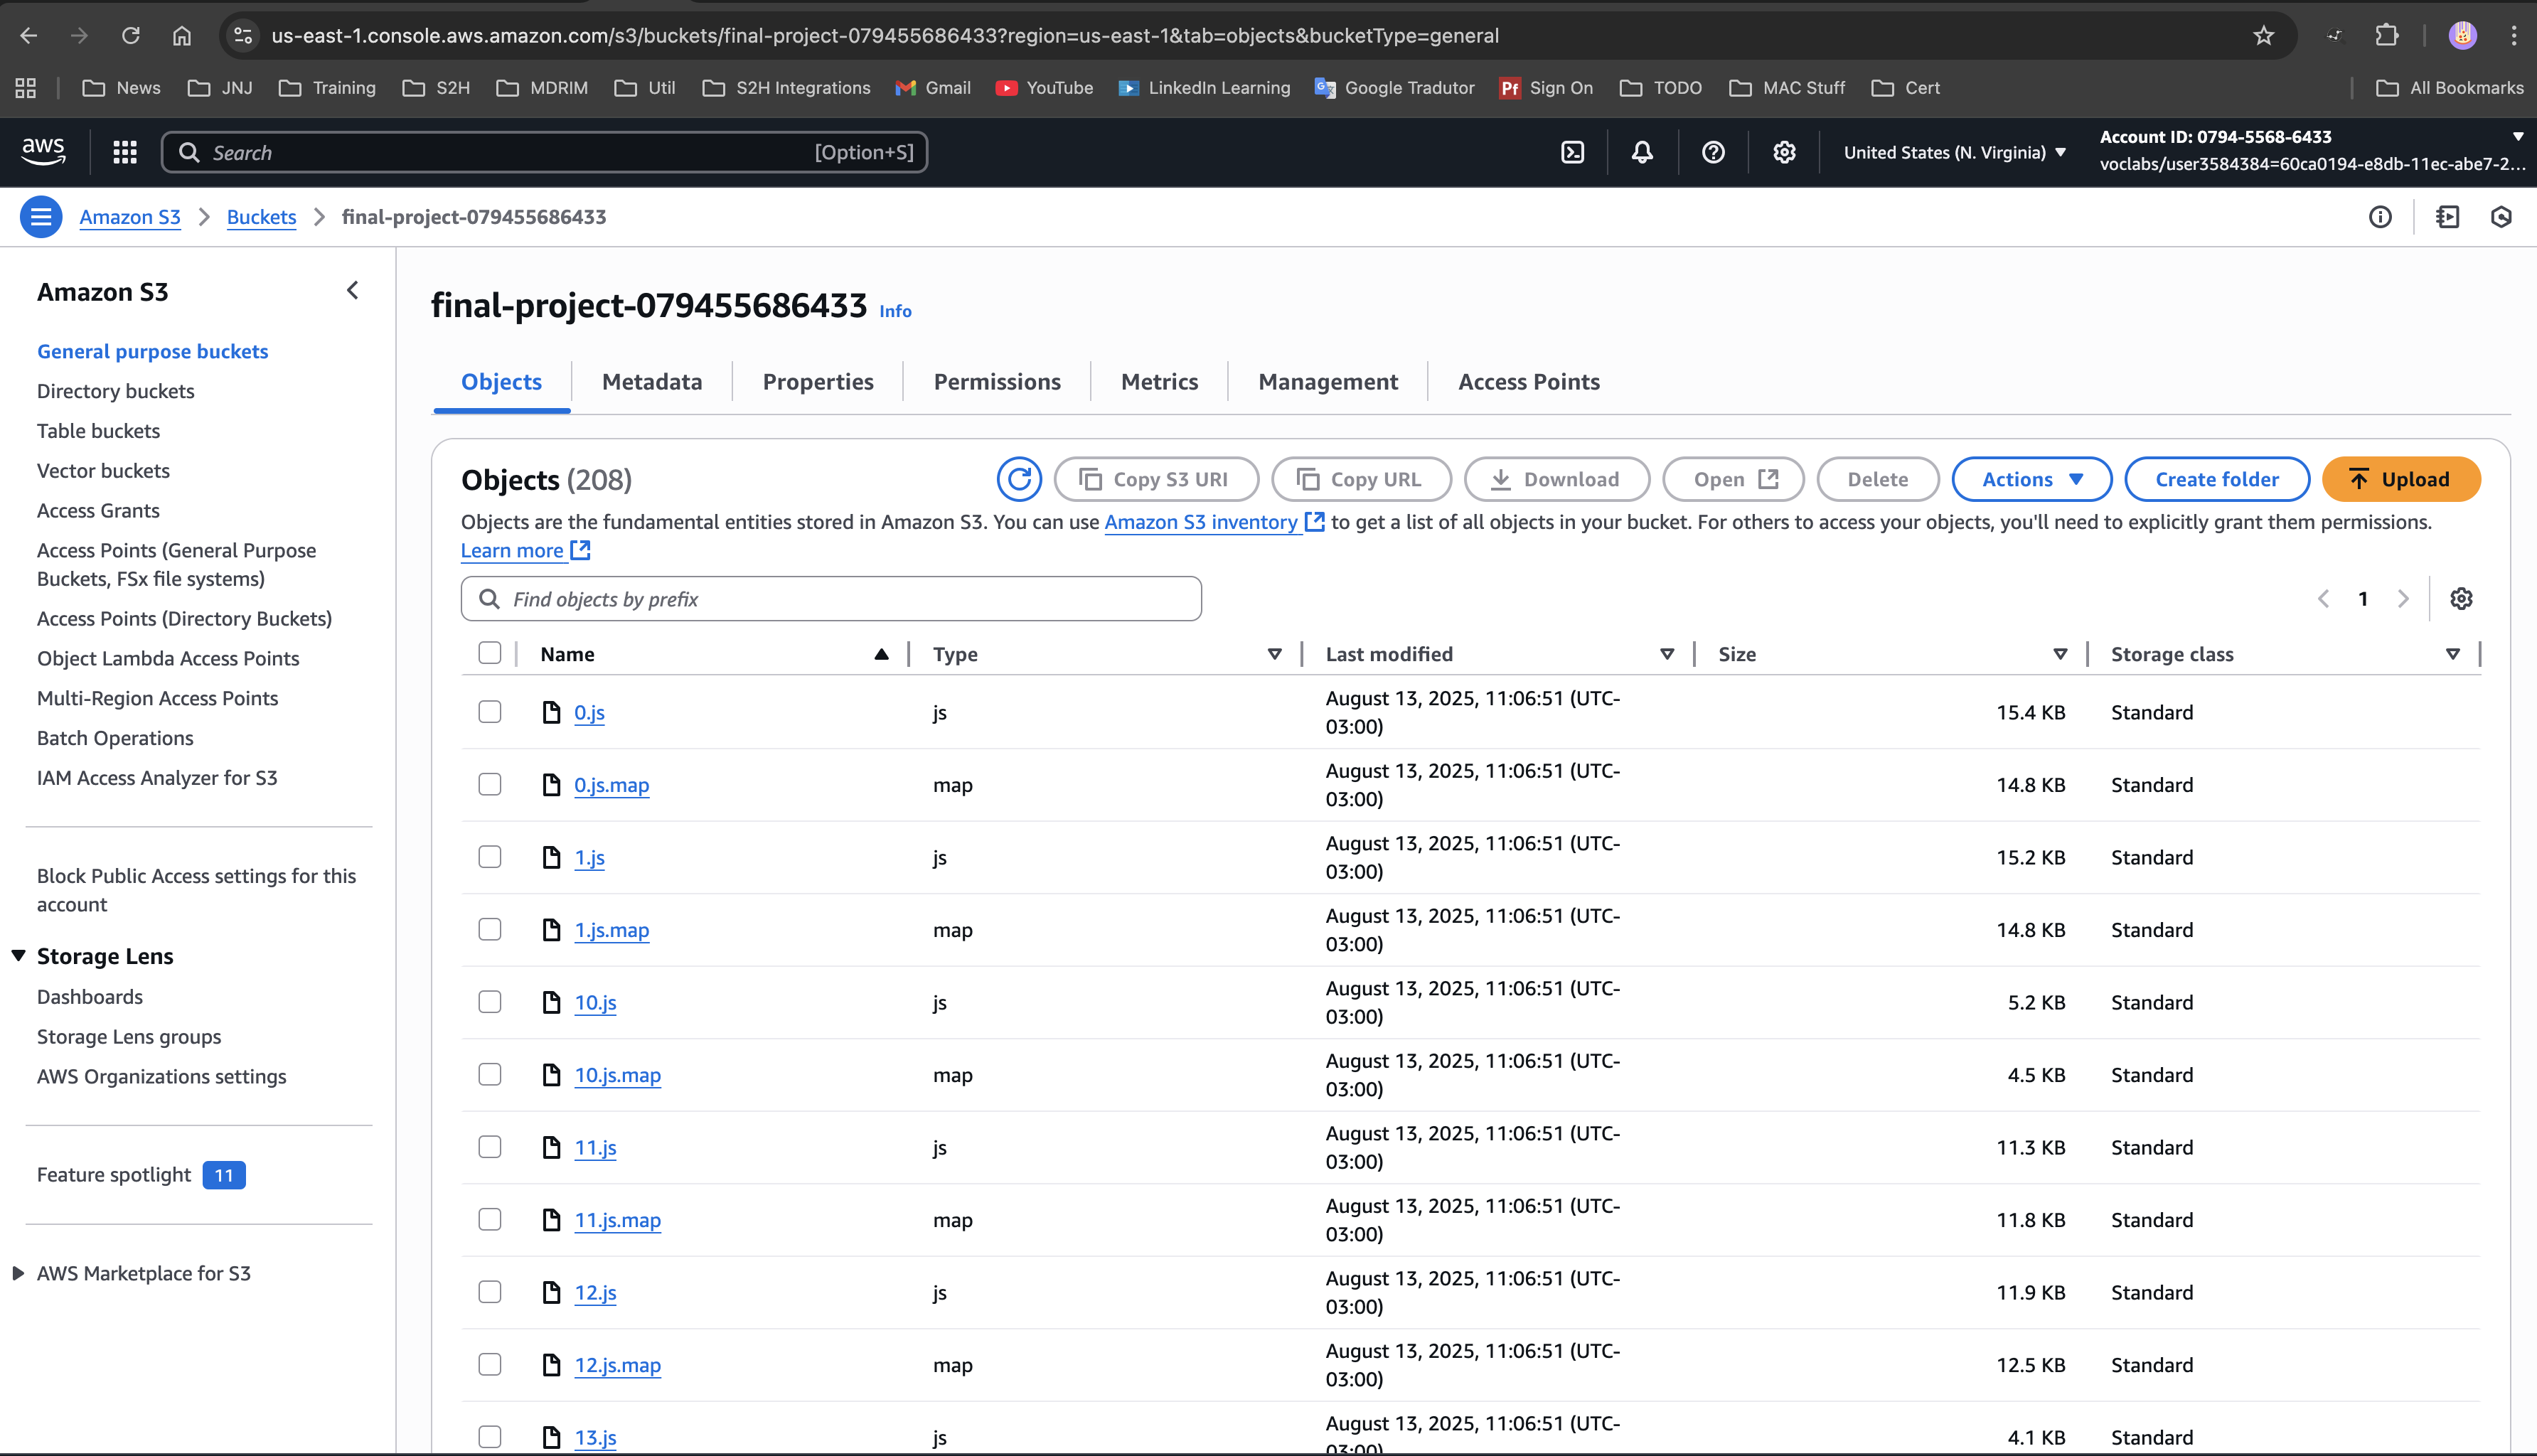 us-east-1.console.aws.amazon.com/s3/buckets/final-project-079455686433?region=us-east-1&tab=objects&bucketType=general
News JNJ Training S2H MDRIM Util S2H Integrations Gmail YouTube LinkedIn Learning Google Tradutor Pf Sign On TODO MAC Stuff Cert All Bookmarks
aws Search [Option+S] United States (N. Virginia) Account ID: 0794-5568-6433
voclabs/user3584384=60ca0194-e8db-11ec-abe7-2...
Amazon S3 Buckets final-project-079455686433
Amazon S3
General purpose buckets
Directory buckets
Table buckets
Vector buckets
Access Grants
Access Points (General Purpose
Buckets, FSx file systems)
Access Points (Directory Buckets)
Object Lambda Access Points
Multi-Region Access Points
Batch Operations
IAM Access Analyzer for S3
Block Public Access settings for this
account
Storage Lens
Dashboards
Storage Lens groups
AWS Organizations settings
Feature spotlight 11
AWS Marketplace for S3
final-project-079455686433 Info
Objects Metadata Properties Permissions Metrics Management Access Points
Objects (208) Copy S3 URI Copy URL Download Open Delete Actions Create folder Upload
Objects are the fundamental entities stored in Amazon S3. You can use Amazon S3 inventory to get a list of all objects in your bucket. For others to access your objects, you'll need to explicitly grant them permissions.
Learn more
Find objects by prefix 1
Name Type Last modified Size Storage class
0.js js August 13, 2025, 11:06:51 (UTC-
03:00) 15.4 KB Standard
0.js.map map August 13, 2025, 11:06:51 (UTC-
03:00) 14.8 KB Standard
1.js js August 13, 2025, 11:06:51 (UTC-
03:00) 15.2 KB Standard
1.js.map map August 13, 2025, 11:06:51 (UTC-
03:00) 14.8 KB Standard
10.js js August 13, 2025, 11:06:51 (UTC-
03:00) 5.2 KB Standard
10.js.map map August 13, 2025, 11:06:51 (UTC-
03:00) 4.5 KB Standard
11.js js August 13, 2025, 11:06:51 (UTC-
03:00) 11.3 KB Standard
11.js.map map August 13, 2025, 11:06:51 (UTC-
03:00) 11.8 KB Standard
12.js js August 13, 2025, 11:06:51 (UTC-
03:00) 11.9 KB Standard
12.js.map map August 13, 2025, 11:06:51 (UTC-
03:00) 12.5 KB Standard
13.js js August 13, 2025, 11:06:51 (UTC-
03:00) 4.1 KB Standard